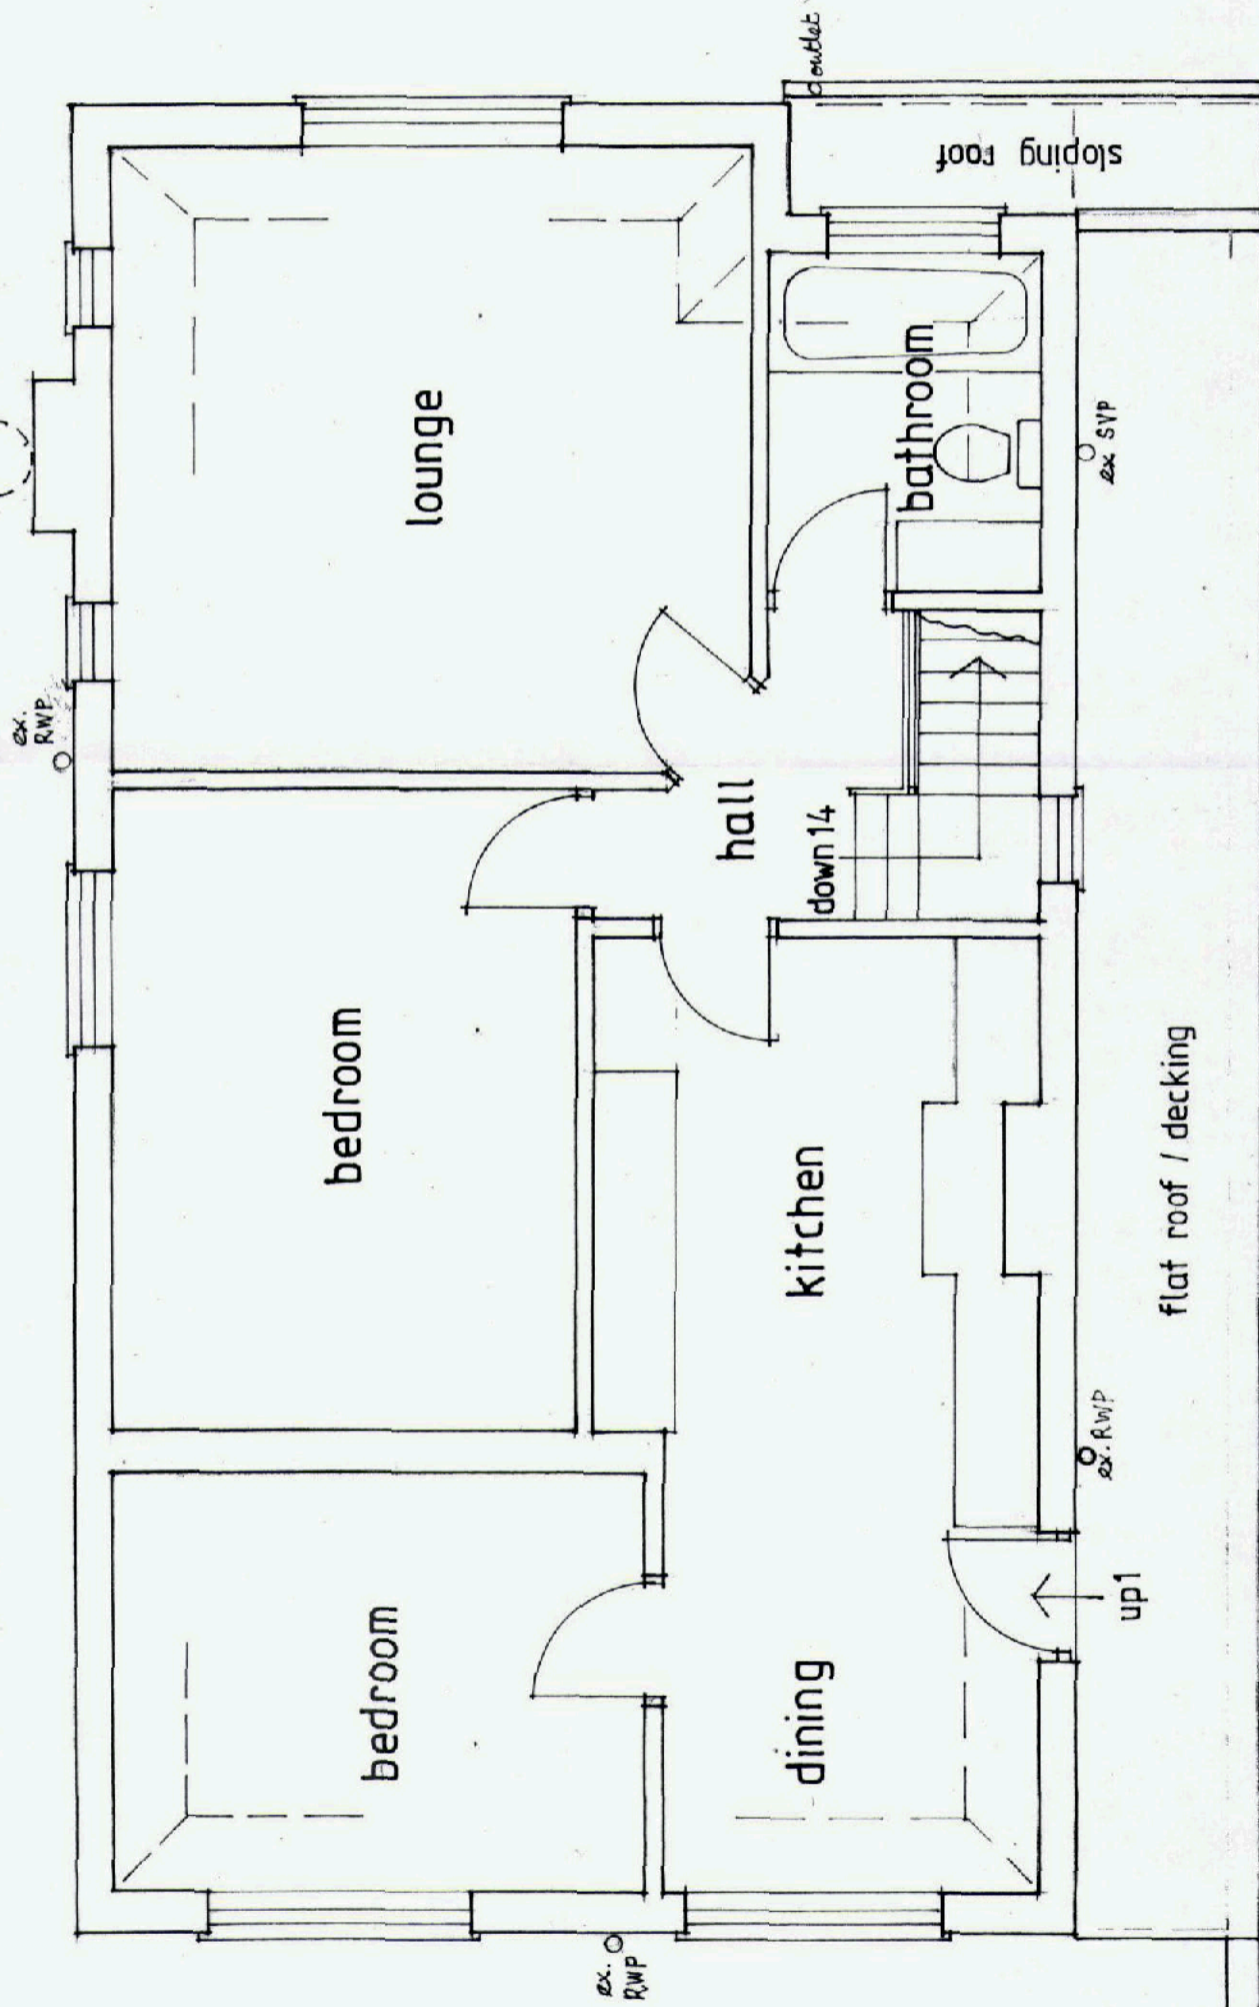 outlet
sloping roof
lounge
bathroom
ex SVP
ex.
RWP
hall
down 14
bedroom
kitchen
flat roof / decking
ex. RWP
up1
bedroom
dining
ex.
RWP